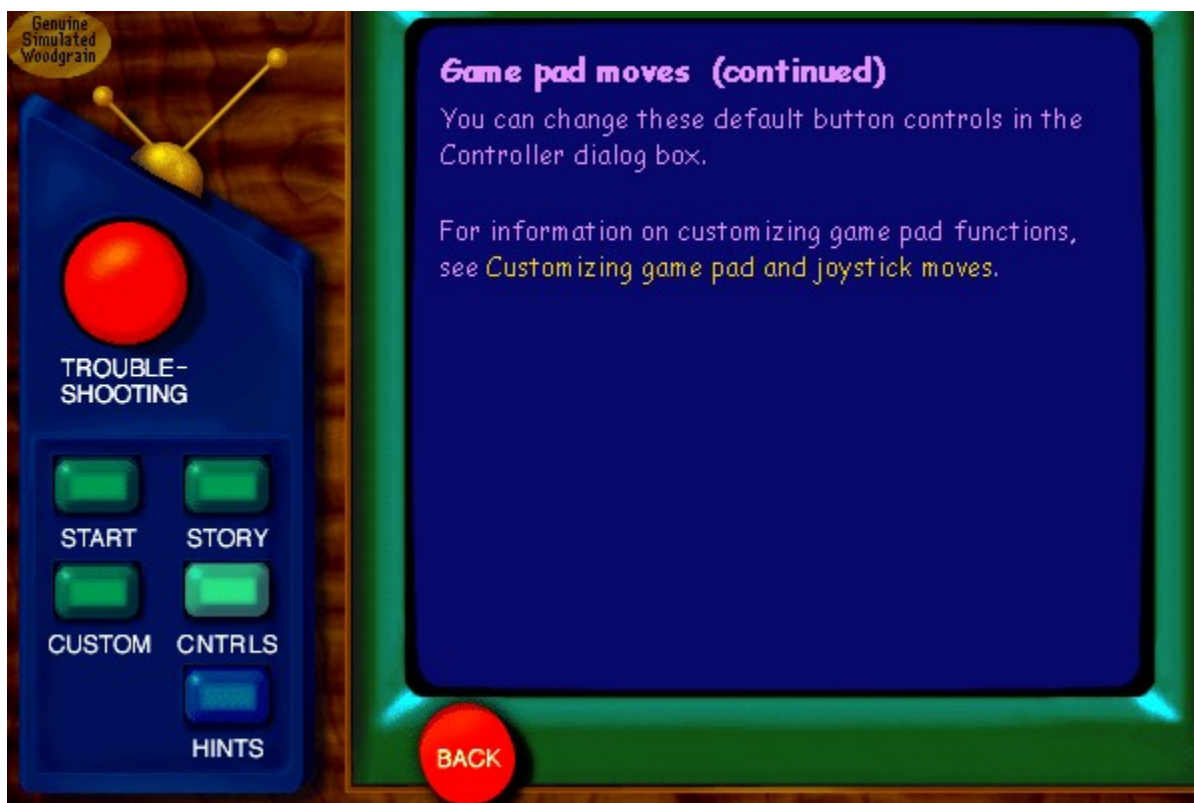 Genuine
Simulated
Woodgrain
TROUBLE-
SHOOTING
START STORY
CUSTOM CNTRLS
HINTS
Game pad moves (continued)
You can change these default button controls in the
Controller dialog box.
For information on customizing game pad functions,
see Customizing game pad and joystick moves.
BACK